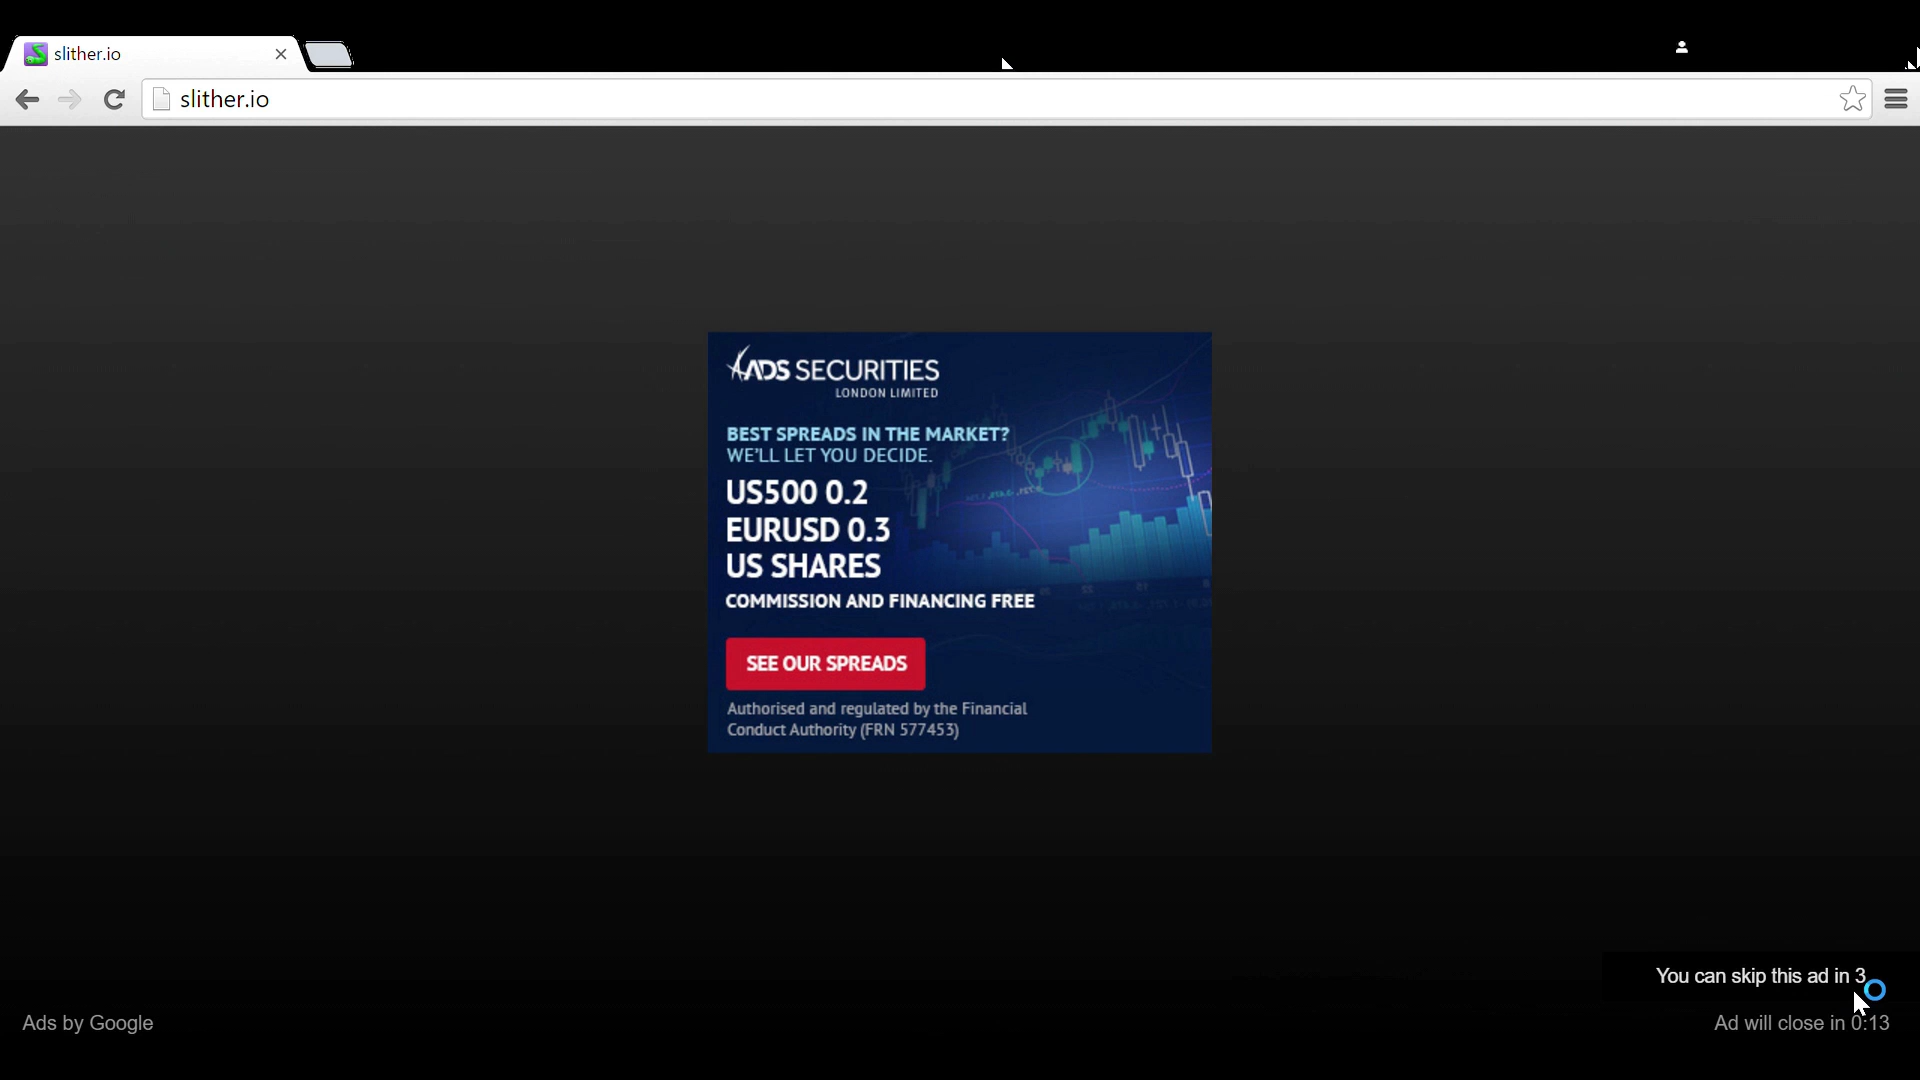 slither.io
slither.io
ADS SECURITIES
LONDON LIMITED
BEST SPREADS IN THE MARKET?
WE'LL LET YOU DECIDE.
US500 0.2
EURUSD 0.3
US SHARES
COMMISSION AND FINANCING FREE
SEE OUR SPREADS
Authorised and regulated by the Financial
Conduct Authority (FRN 577453)
You can skip this ad in 3
Ads by Google
Ad will close in 0:13